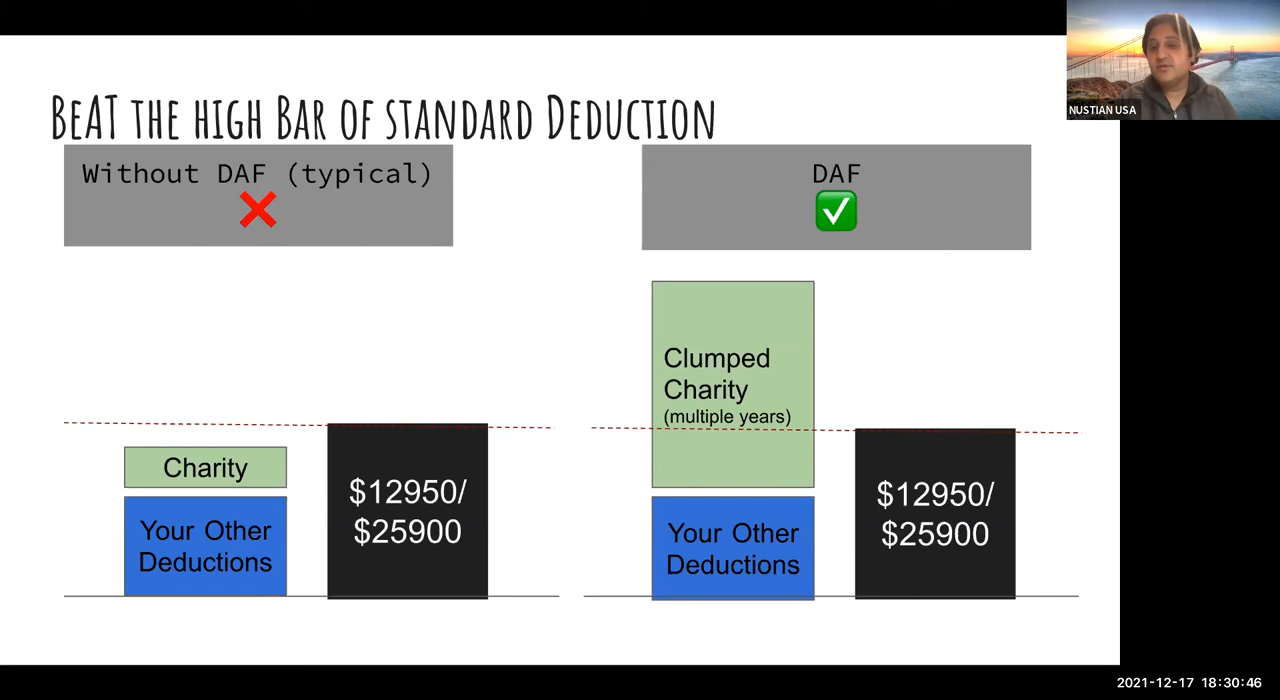 BeAT the high Bar of standard Deduction
Without DAF (typical)
DAF
Charity
Your Other
Deductions
$12950/
$25900
Clumped
Charity
(multiple years)
Your Other
Deductions
$12950/
$25900
NUSTIAN USA
2021-12-17 18:30:46